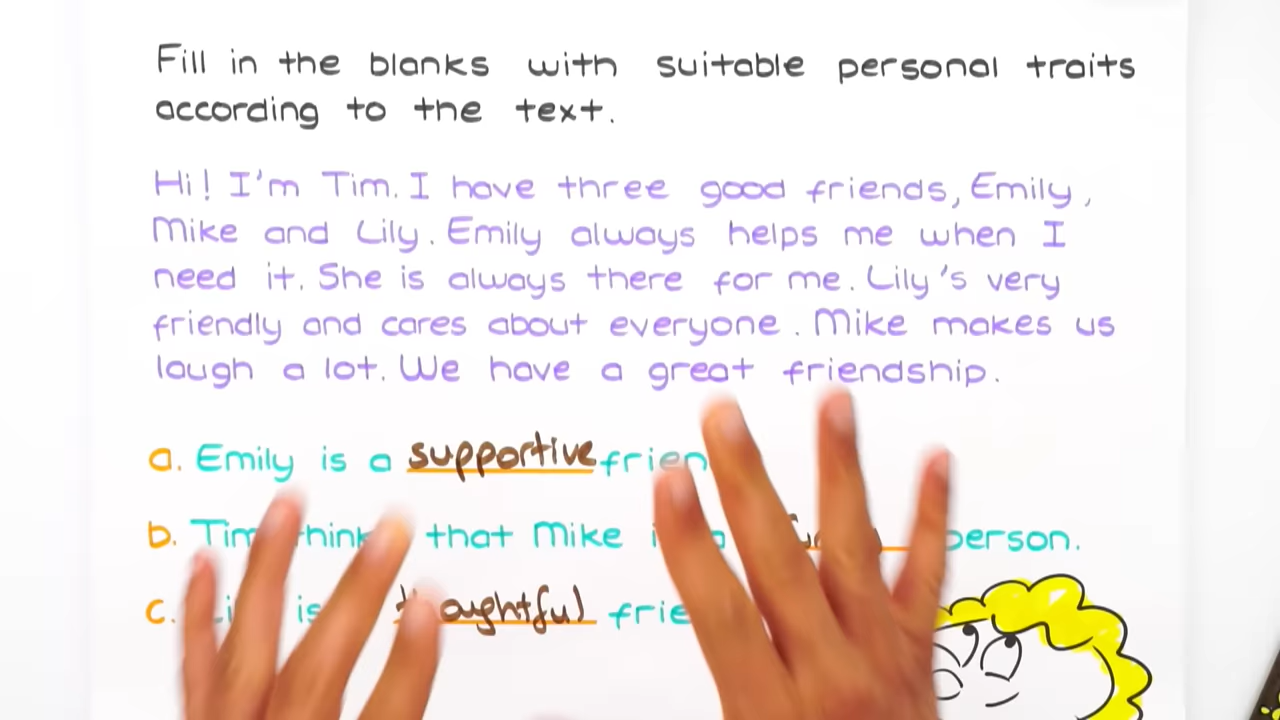 Fill in the blanks with suitable personal traits
according to the text.
Hi! I'm Tim. I have three good friends, Emily,
Mike and Lily. Emily always helps me when I
need it. She is always there for me. Lily's very
friendly and cares about everyone. Mike makes us
laugh a lot. We have a great friendship.
a. Emily is a supportive
b. that Mike person.
c. is